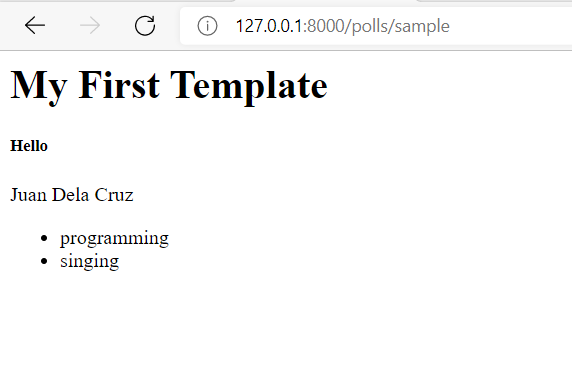 127.0.0.1:8000/polls/sample
My First Template
Hello
Juan Dela Cruz
programming
singing